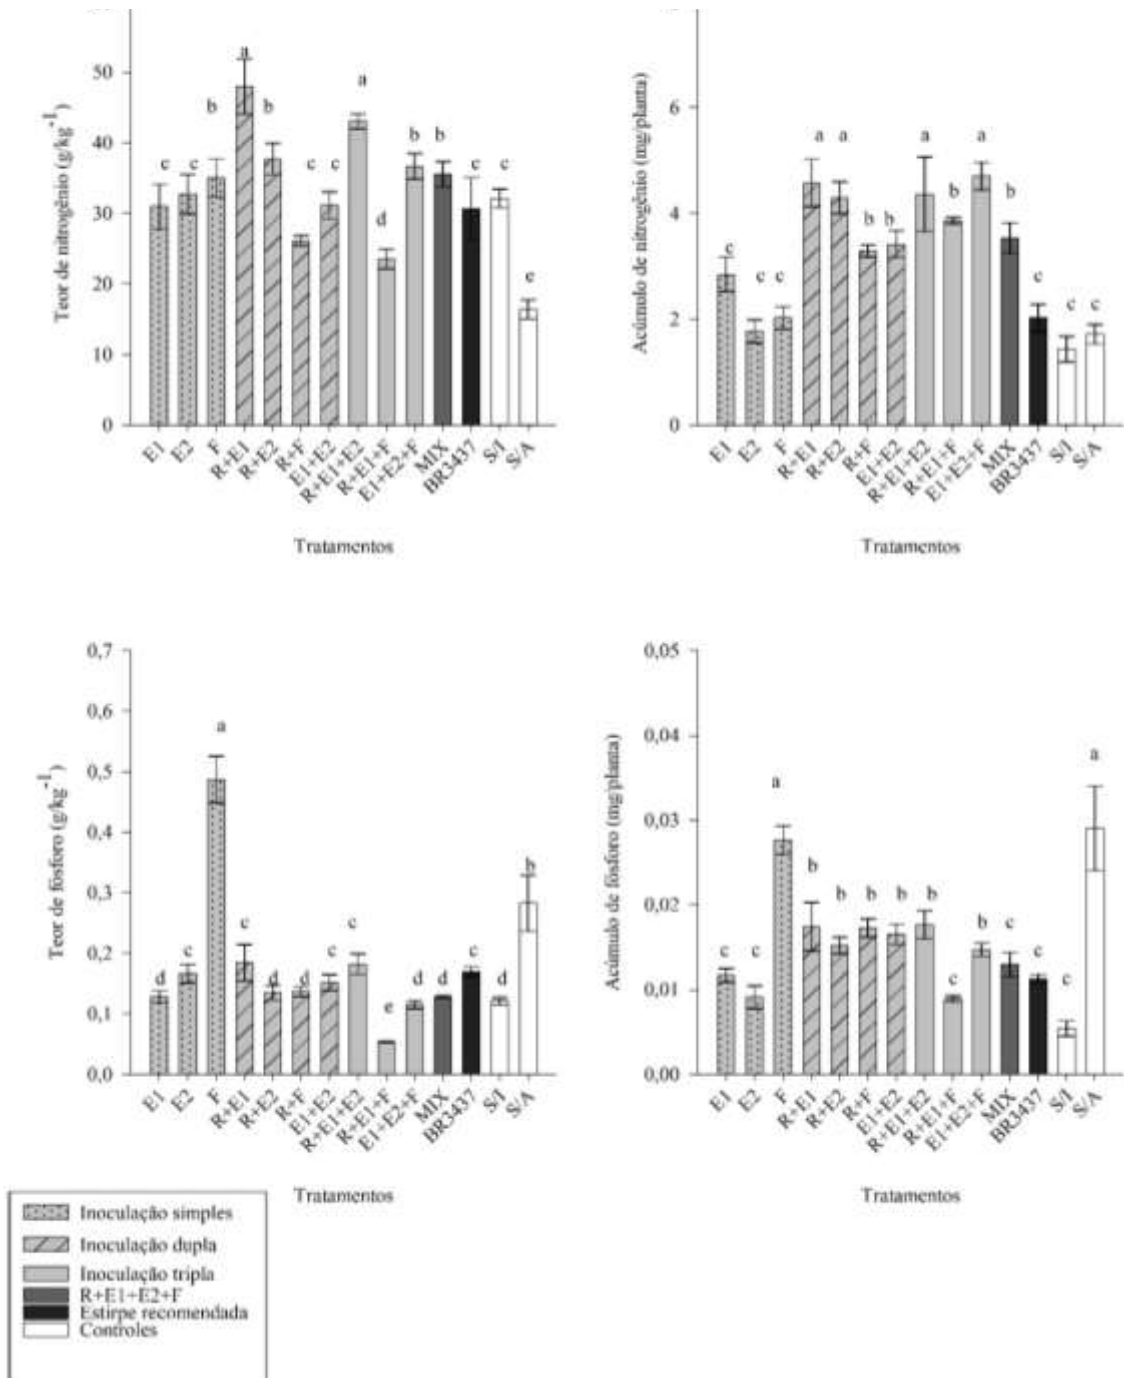 Teor de nitrogênio (g/kg⁻¹)
50
40
30
20
10
0
c
c
b
a
b
c
c
a
d
b
b
c
c
e
E1
E2
F
R+E1
R+E2
R+F
E1+E2
R+E1+E2
R+E1+F
E1+E2+F
MIX
BR3437
S/I
S/A
Tratamentos
Acúmulo de nitrogênio (mg/planta)
6
4
2
0
c
c
c
a
a
b
b
a
b
a
b
c
c
c
E1
E2
F
R+E1
R+E2
R+F
E1+E2
R+E1+E2
R+E1+F
E1+E2+F
MIX
BR3437
S/I
S/A
Tratamentos
Teor de fósforo (g/kg⁻¹)
0,7
0,6
0,5
0,4
0,3
0,2
0,1
0,0
d
c
a
c
d
d
c
c
e
d
d
c
d
b
E1
E2
F
R+E1
R+E2
R+F
E1+E2
R+E1+E2
R+E1+F
E1+E2+F
MIX
BR3437
S/I
S/A
Tratamentos
Acúmulo de fósforo (mg/planta)
0,05
0,04
0,03
0,02
0,01
0,00
c
c
a
b
b
b
b
b
c
b
c
c
c
a
E1
E2
F
R+E1
R+E2
R+F
E1+E2
R+E1+E2
R+E1+F
E1+E2+F
MIX
BR3437
S/I
S/A
Tratamentos
Inoculação simples
Inoculação dupla
Inoculação tripla
R+E1+E2+F
Estirpe recomendada
Controles